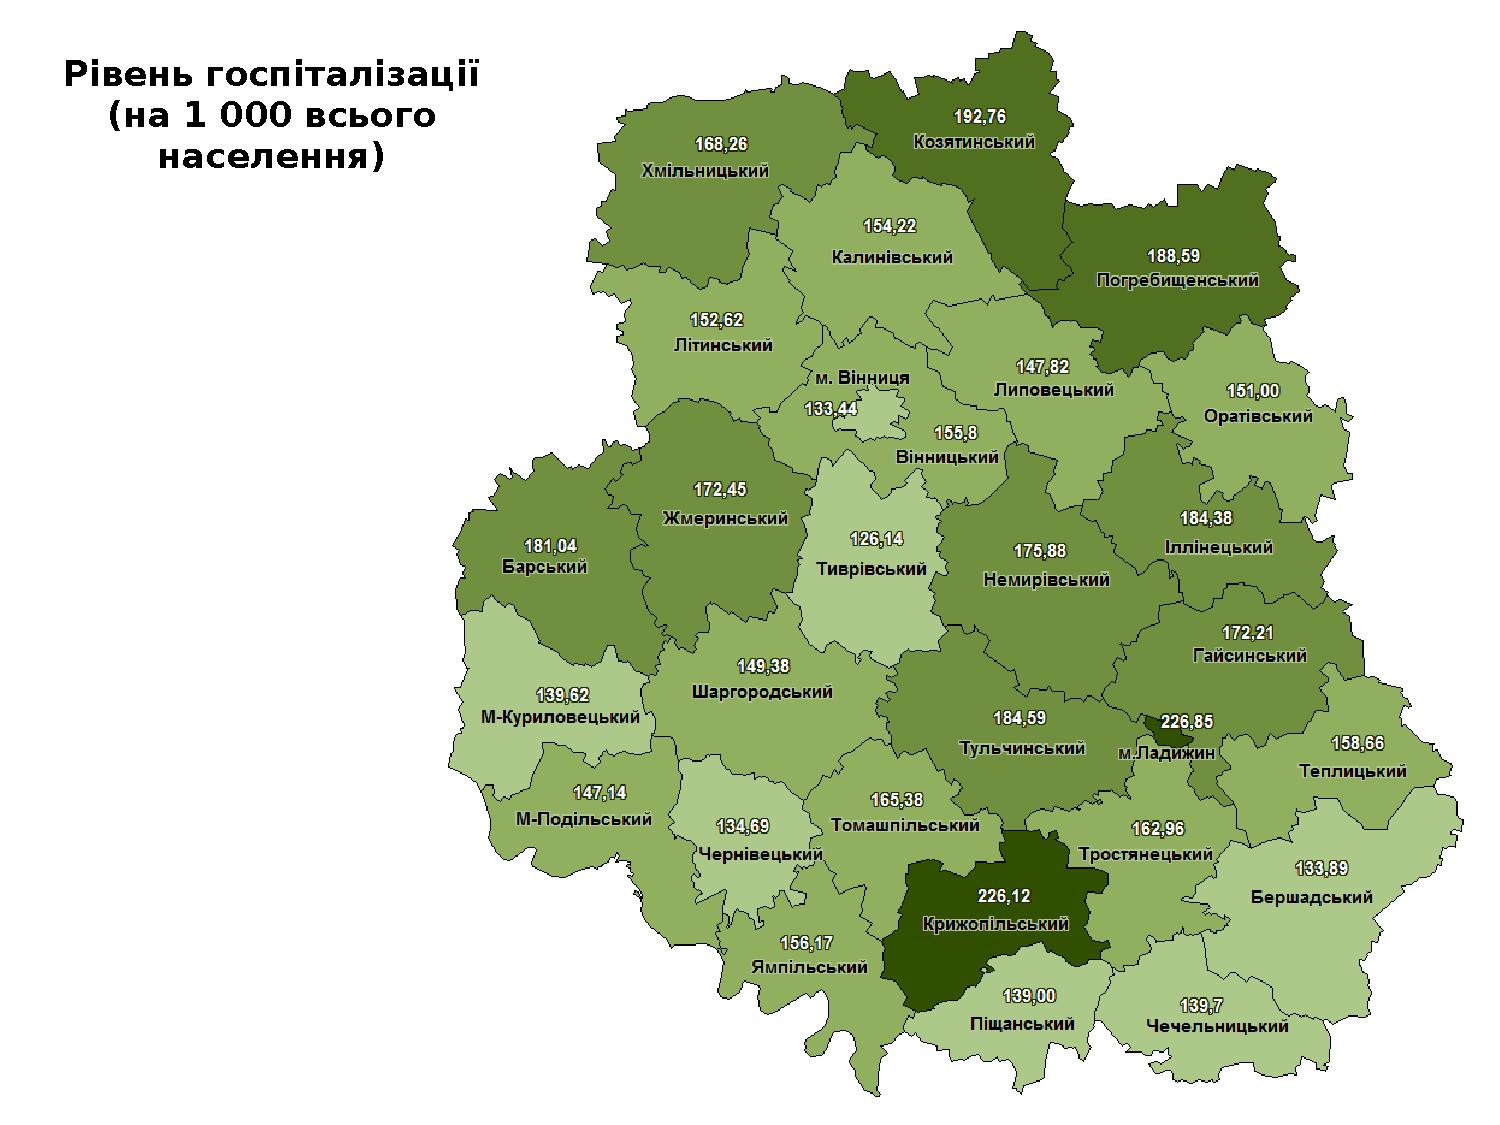 Рівень госпіталізації
(на 1 000 всього
населення)
192,76
Козятинський
168,26
Хмільницький
154,22
Калинівський
188,59
Погребищенський
152,62
Літинський
147,82
Липовецький
м. Вінниця
133,44
151,00
Оратівський
155,8
Вінницький
172,45
Жмеринський
184,38
Іллінецький
181,04
Барський
126,14
Тиврівський
175,88
Немирівський
172,21
Гайсинський
149,38
Шаргородський
139,62
М-Куриловецький
184,59
Тульчинський
226,85
м.Ладижин
158,66
Теплицький
147,14
М-Подільський
165,38
Томашпільський
134,69
Чернівецький
162,96
Тростянецький
133,89
Бершадський
226,12
Крижопільський
156,17
Ямпільський
139,00
Піщанський
139,7
Чечельницький